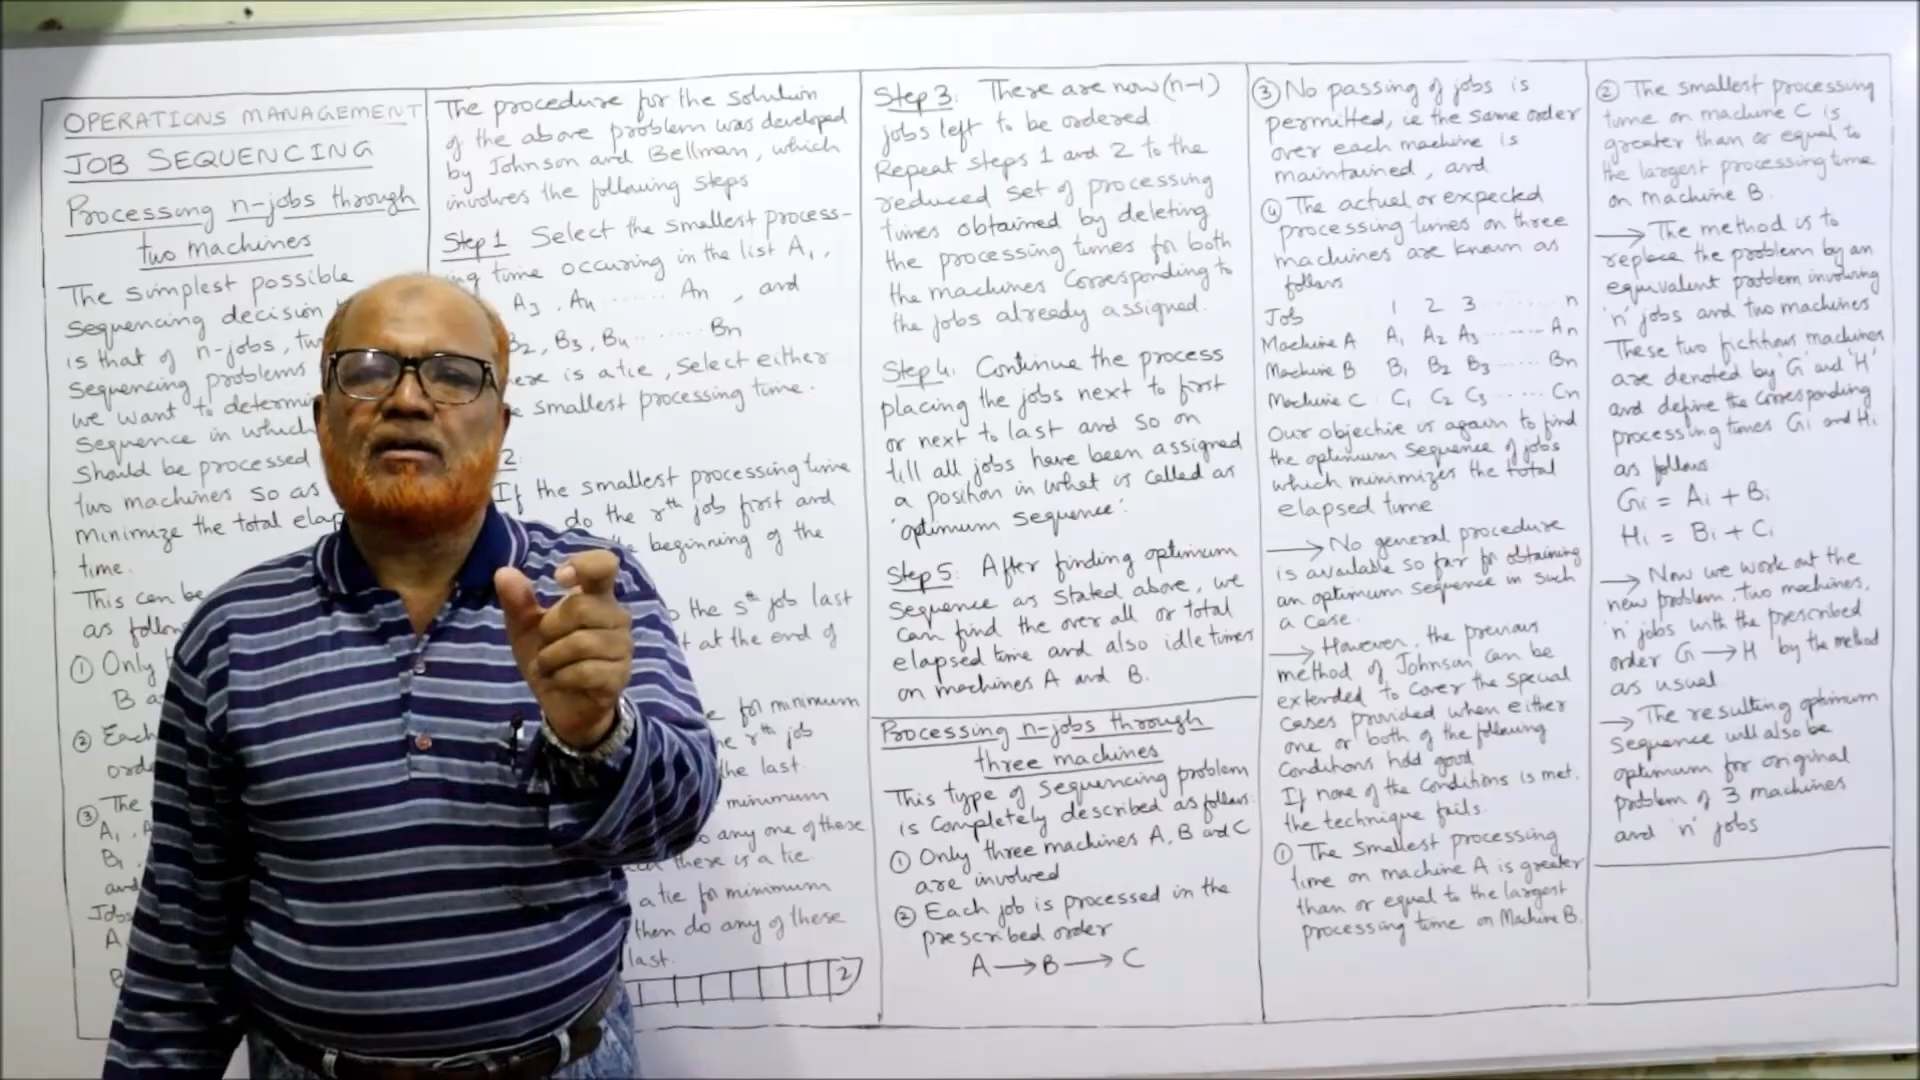 OPERATIONS MANAGEMENT
JOB SEQUENCING
Processing n-jobs through
two machines
The simplest possible
Sequencing decision
is that of n-jobs,
Sequencing problems
we want to
Sequence in which
Should be processed
two machines so as
minimize the total
time.
This can be
as
① Only
B
② Each
③ The
A1,
B1,
and
Jobs
A
B
The procedure for the solution
of the above problem was developed
by Johnson and Bellman, which
involves the following steps
Step 1 Select the smallest process-
ing time occuring in the list A1,
A3, A4 ...... An, and
B2, B3, B4 ...... Bn
is a tie, Select either
smallest processing time.
2
If the smallest processing time
do the rth job first and
beginning of the
the sth job last
at the end of
for minimum
rth job
the last.
minimum
any one of these
there is a tie
a tie for minimum
then do any of these
last.
2
Step 3. There are now (n-1)
jobs left to be ordered.
Repeat steps 1 and 2 to the
reduced set of processing
times obtained by deleting
the processing times for both
the machines Corresponding to
the jobs already assigned.
Step 4. Continue the process
placing the jobs next to first
or next to last and so on
till all jobs have been assigned
a position in what is called as
'optimum sequence'.
Step 5. After finding optimum
Sequence as stated above, we
can find the over all or total
elapsed time and also idle times
on machines A and B.
Processing n-jobs through
three machines
This type of Sequencing problem
is Completely described as follows
① Only three machines A, B and C
are involved
② Each job is processed in the
prescribed order
A → B → C
③ No passing of jobs is
permitted, ie the same order
over each machine is
maintained, and
④ The actual or expected
processing times on three
machines are known as
follows
Job 1 2 3 ...... n
Machine A A1 A2 A3 ...... An
Machine B B1 B2 B3 ...... Bn
Machine C C1 C2 C3 ...... Cn
Our objective is again to find
the optimum Sequence of jobs
which minimizes the total
elapsed time
→ No general procedure
is available so far for obtaining
an optimum sequence in such
a case.
→ However, the previous
method of Johnson can be
extended to cover the special
cases provided when either
one or both of the following
Conditions hold good
If none of the Conditions is met.
the technique fails.
① The smallest processing
time on machine A is greater
than or equal to the largest
processing time on Machine B.
② The smallest processing
time on machine C is
greater than or equal to
the largest processing time
on machine B.
→ The method is to
replace the problem by an
equivalent problem involving
'n' jobs and two machines
These two fictitious machines
are denoted by 'G' and 'H'
and define the corresponding
processing times Gi and Hi
as follows
Gi = Ai + Bi
Hi = Bi + Ci
→ Now we work out the
new problem, two machines,
'n' jobs with the prescribed
order G → H by the method
as usual
→ The resulting optimum
Sequence will also be
optimum for original
problem of 3 machines
and 'n' jobs